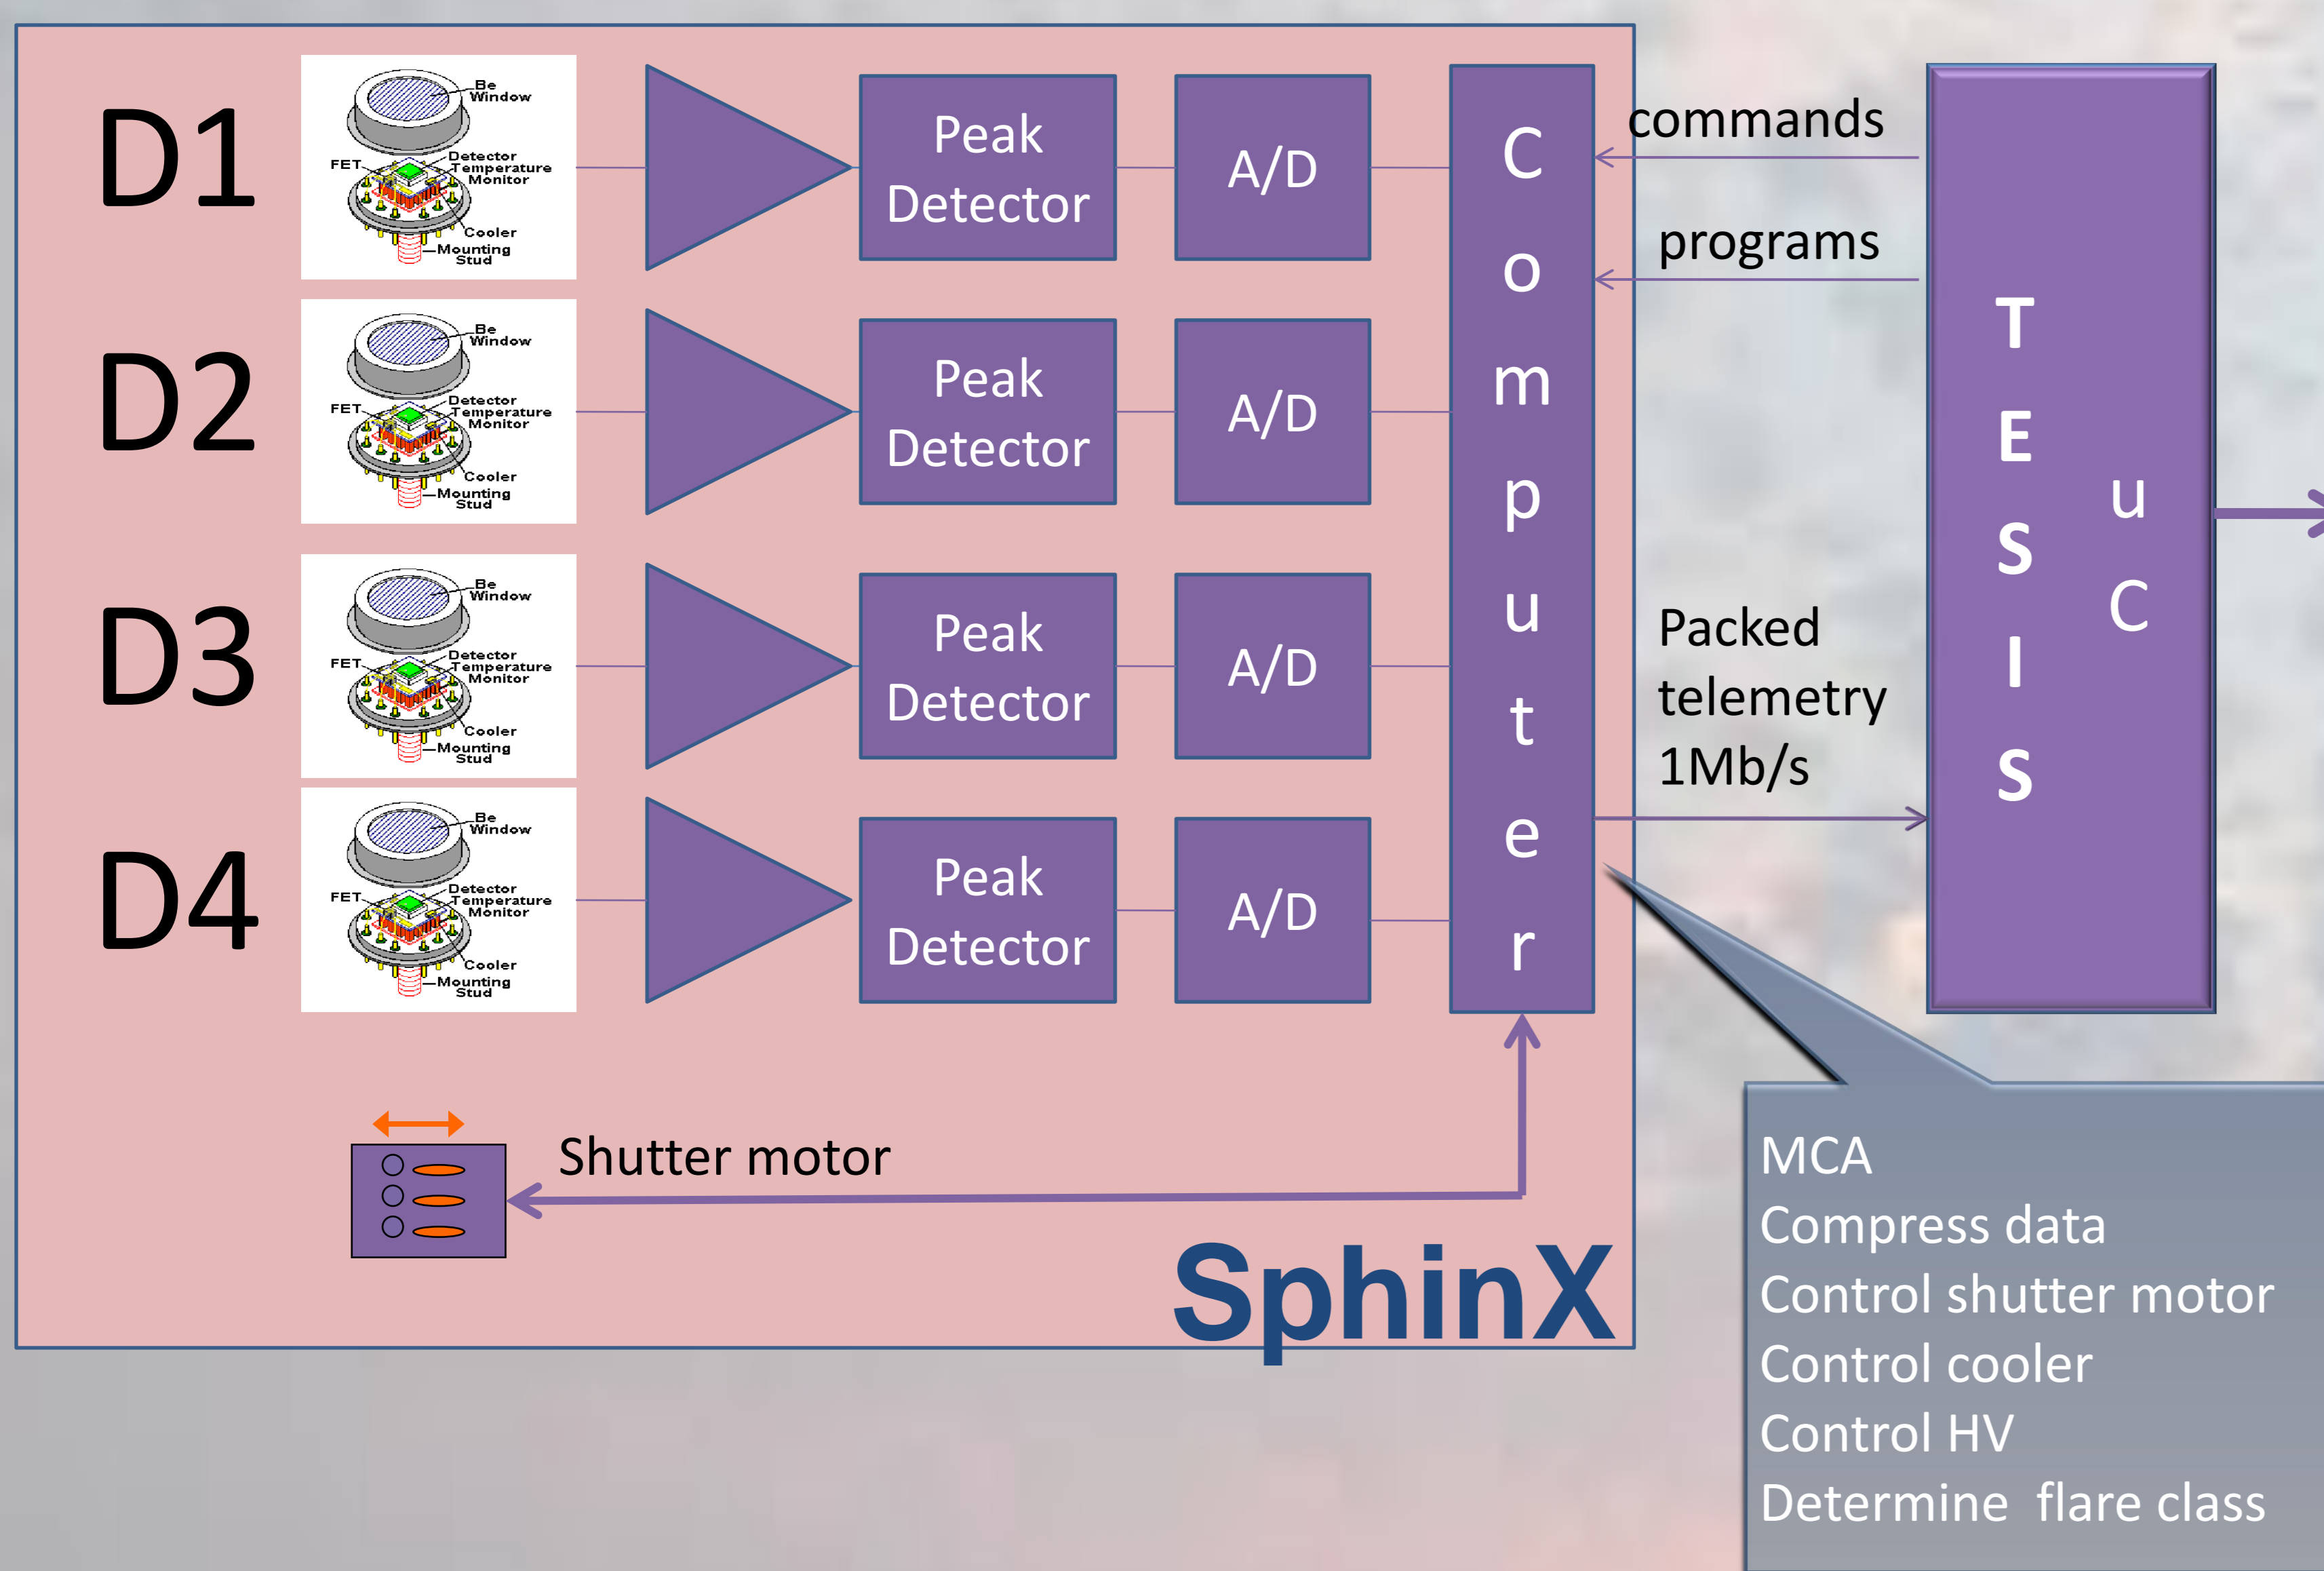 D1
Be
Window
FET
Detector
Temperature
Monitor
Cooler
Mounting
Stud
Peak
Detector
A/D
D2
Be
Window
FET
Detector
Temperature
Monitor
Cooler
Mounting
Stud
Peak
Detector
A/D
D3
Be
Window
FET
Detector
Temperature
Monitor
Cooler
Mounting
Stud
Peak
Detector
A/D
D4
Be
Window
FET
Detector
Temperature
Monitor
Cooler
Mounting
Stud
Peak
Detector
A/D
Computer
commands
programs
Packed
telemetry
1Mb/s
TESIS
uC
Shutter motor
SphinX
MCA
Compress data
Control shutter motor
Control cooler
Control HV
Determine flare class